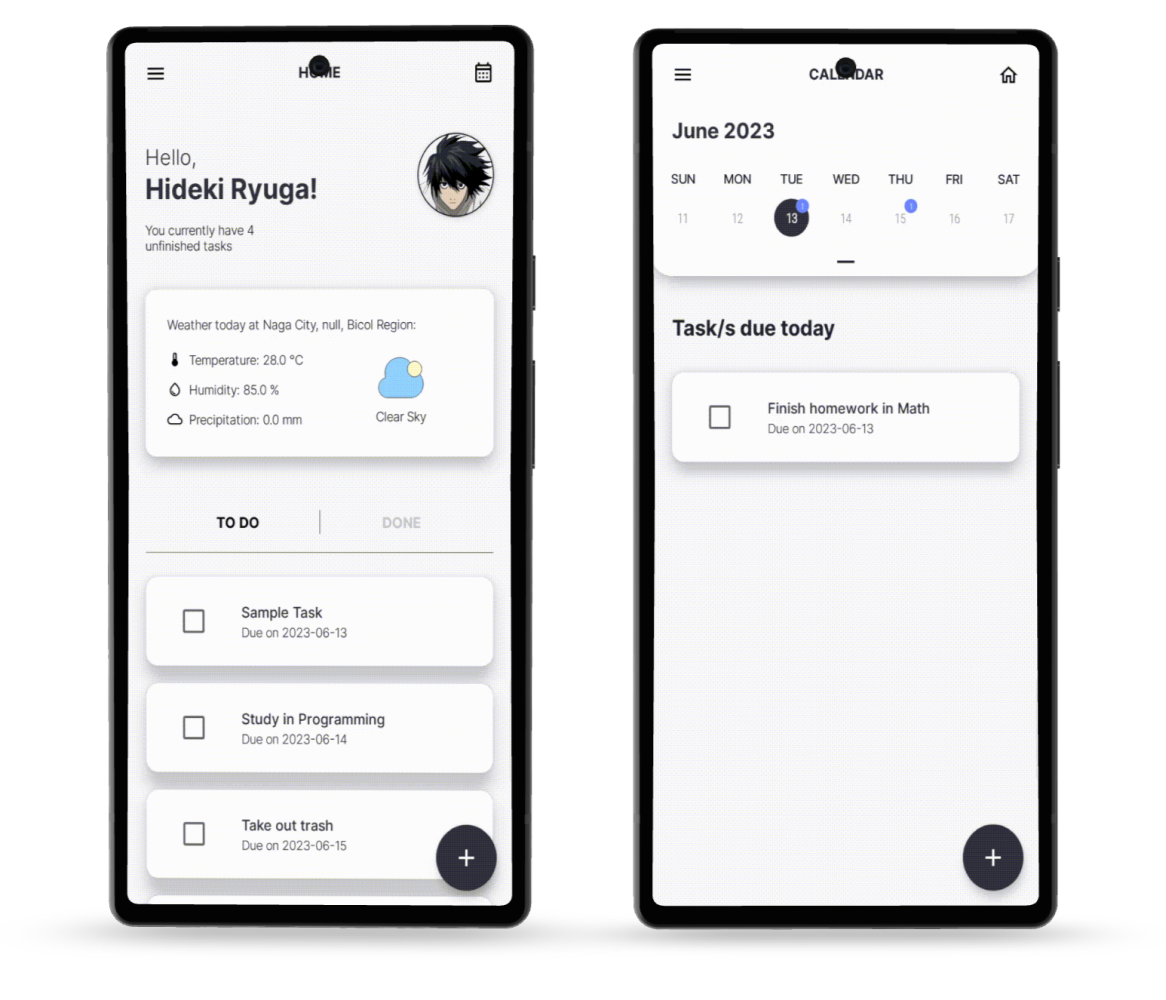 HOME
Hello,
Hideki Ryuga!
You currently have 4
unfinished tasks
Weather today at Naga City, null, Bicol Region:
Temperature: 28.0 °C
Humidity: 85.0 %
Precipitation: 0.0 mm
Clear Sky
TO DO DONE
Sample Task
Due on 2023-06-13
Study in Programming
Due on 2023-06-14
Take out trash
Due on 2023-06-15
+
CALENDAR
June 2023
SUN MON TUE WED THU FRI SAT
11 12 13 14 15 16 17
Task/s due today
Finish homework in Math
Due on 2023-06-13
+